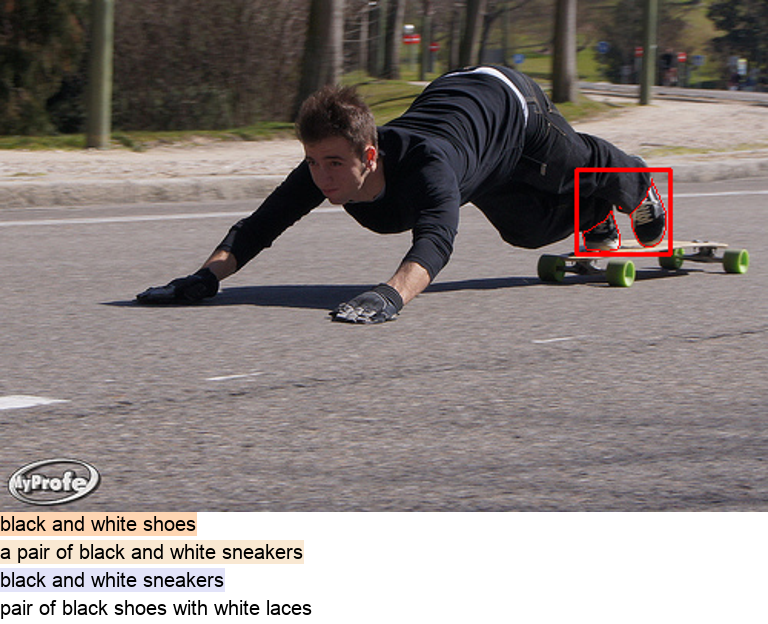 MyProfe
black and white shoes
a pair of black and white sneakers
black and white sneakers
pair of black shoes with white laces